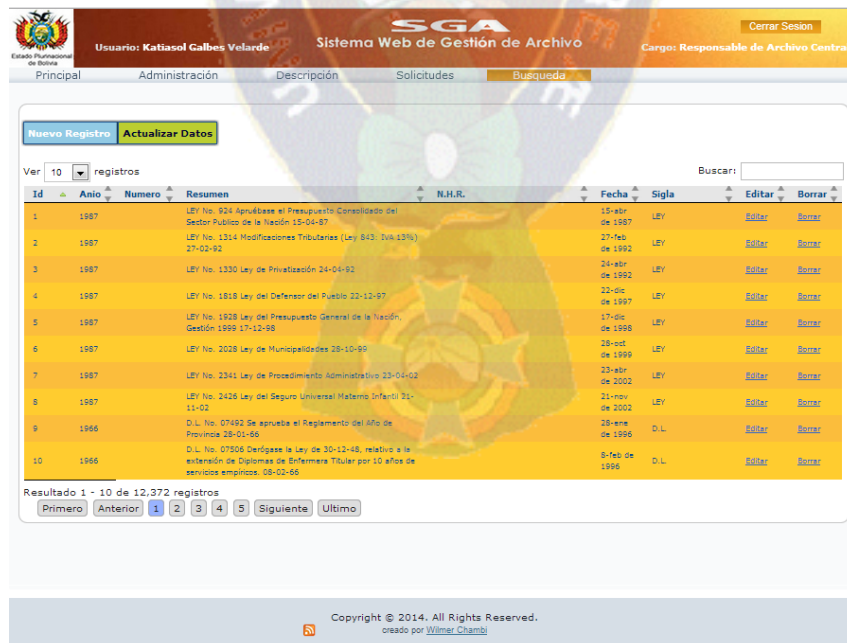 Cerrar Sesion
SGA
Usuario: Katiasol Galbes Velarde
Sistema Web de Gestión de Archivo
Cargo: Responsable de Archivo Centra
Estado Plurinacional
de Bolivia
Principal Administración Descripción Solicitudes Busqueda
Nuevo Registro Actualizar Datos
Ver 10 registros Buscar:
Id Anio Numero Resumen N.H.R. Fecha Sigla Editar Borrar
1 1987 LEY No. 924 Apruébase el Presupuesto Consolidado del Sector Publico de la Nación 15-04-87 15-abr de 1987 LEY Editar Borrar
2 1987 LEY No. 1314 Modificaciones Tributarias (Ley 843: IVA 13%) 27-02-92 27-feb de 1992 LEY Editar Borrar
3 1987 LEY No. 1330 Ley de Privatización 24-04-92 24-abr de 1992 LEY Editar Borrar
4 1987 LEY No. 1818 Ley del Defensor del Pueblo 22-12-97 22-dic de 1997 LEY Editar Borrar
5 1987 LEY No. 1928 Ley del Presupuesto General de la Nación, Gestión 1999 17-12-98 17-dic de 1998 LEY Editar Borrar
6 1987 LEY No. 2028 Ley de Municipalidades 28-10-99 28-oct de 1999 LEY Editar Borrar
7 1987 LEY No. 2341 Ley de Procedimiento Administrativo 23-04-02 23-abr de 2002 LEY Editar Borrar
8 1987 LEY No. 2426 Ley del Seguro Universal Materno Infantil 21-11-02 21-nov de 2002 LEY Editar Borrar
9 1966 D.L. No. 07492 Se aprueba el Reglamento del Año de Provincia 28-01-66 28-ene de 1996 D.L. Editar Borrar
10 1966 D.L. No. 07506 Derógase la Ley de 30-12-48, relativo a la extensión de Diplomas de Enfermera Titular por 10 años de servicios empíricos. 08-02-66 8-feb de 1996 D.L. Editar Borrar
Resultado 1 - 10 de 12,372 registros
Primero Anterior 1 2 3 4 5 Siguiente Ultimo
Copyright © 2014. All Rights Reserved.
creado por Wilmer Chambi